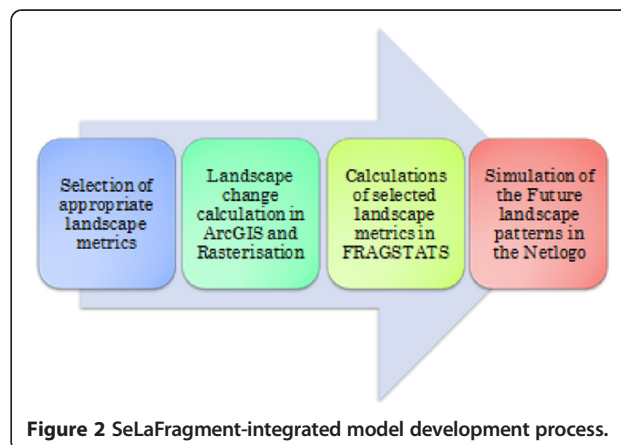 Selection of
appropriate
landscape
metrics
Landscape
change
calculation in
ArcGIS and
Rasterisation
Calculations
of selected
landscape
metrics in
FRAGSTATS
Simulation of
the Future
landscape
patterns in
the Netlogo
Figure 2 SeLaFragment-integrated model development process.